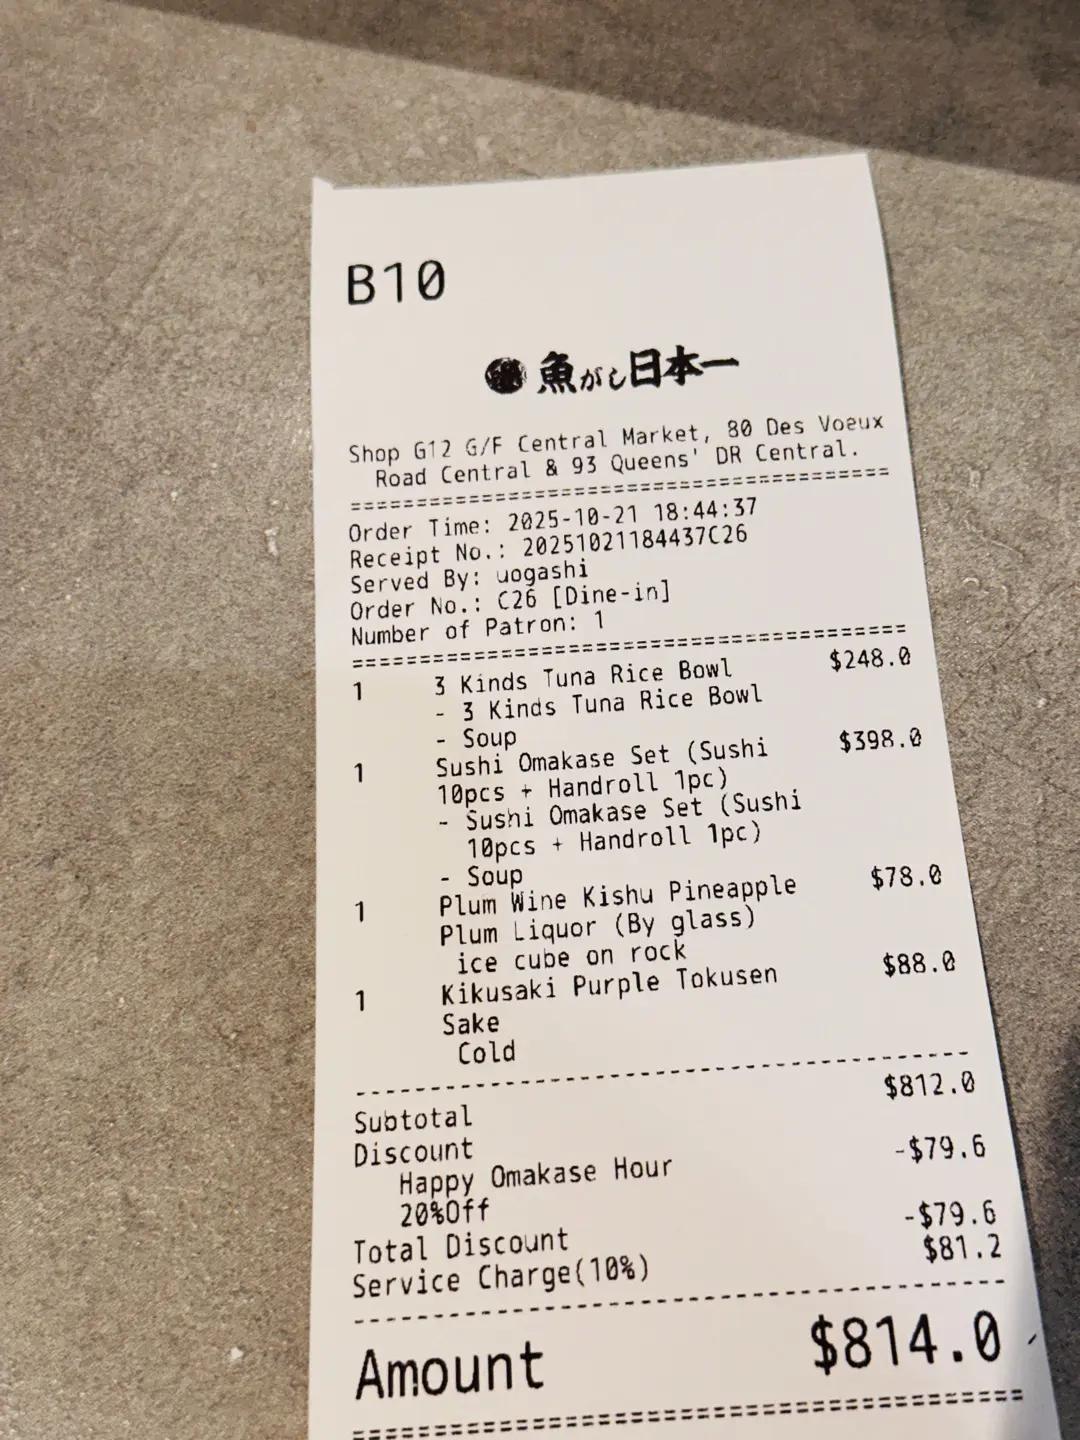 B10
魚がし日本一
Shop G12 G/F Central Market, 80 Des Voeux
Road Central & 93 Queens' DR Central.
========================================
Order Time: 2025-10-21 18:44:37
Receipt No.: 20251021184437C26
Served By: uogashi
Order No.: C26 [Dine-in]
Number of Patron: 1
========================================
1 3 Kinds Tuna Rice Bowl $248.0
- 3 Kinds Tuna Rice Bowl
- Soup
1 Sushi Omakase Set (Sushi $398.0
10pcs + Handroll 1pc)
- Sushi Omakase Set (Sushi
10pcs + Handroll 1pc)
- Soup
1 Plum Wine Kishu Pineapple $78.0
Plum Liquor (By glass)
ice cube on rock
1 Kikusaki Purple Tokusen $88.0
Sake
Cold
----------------------------------------
Subtotal $812.0
Discount -$79.6
Happy Omakase Hour
20%Off
Total Discount -$79.6
Service Charge(10%) $81.2
----------------------------------------
Amount $814.0
========================================